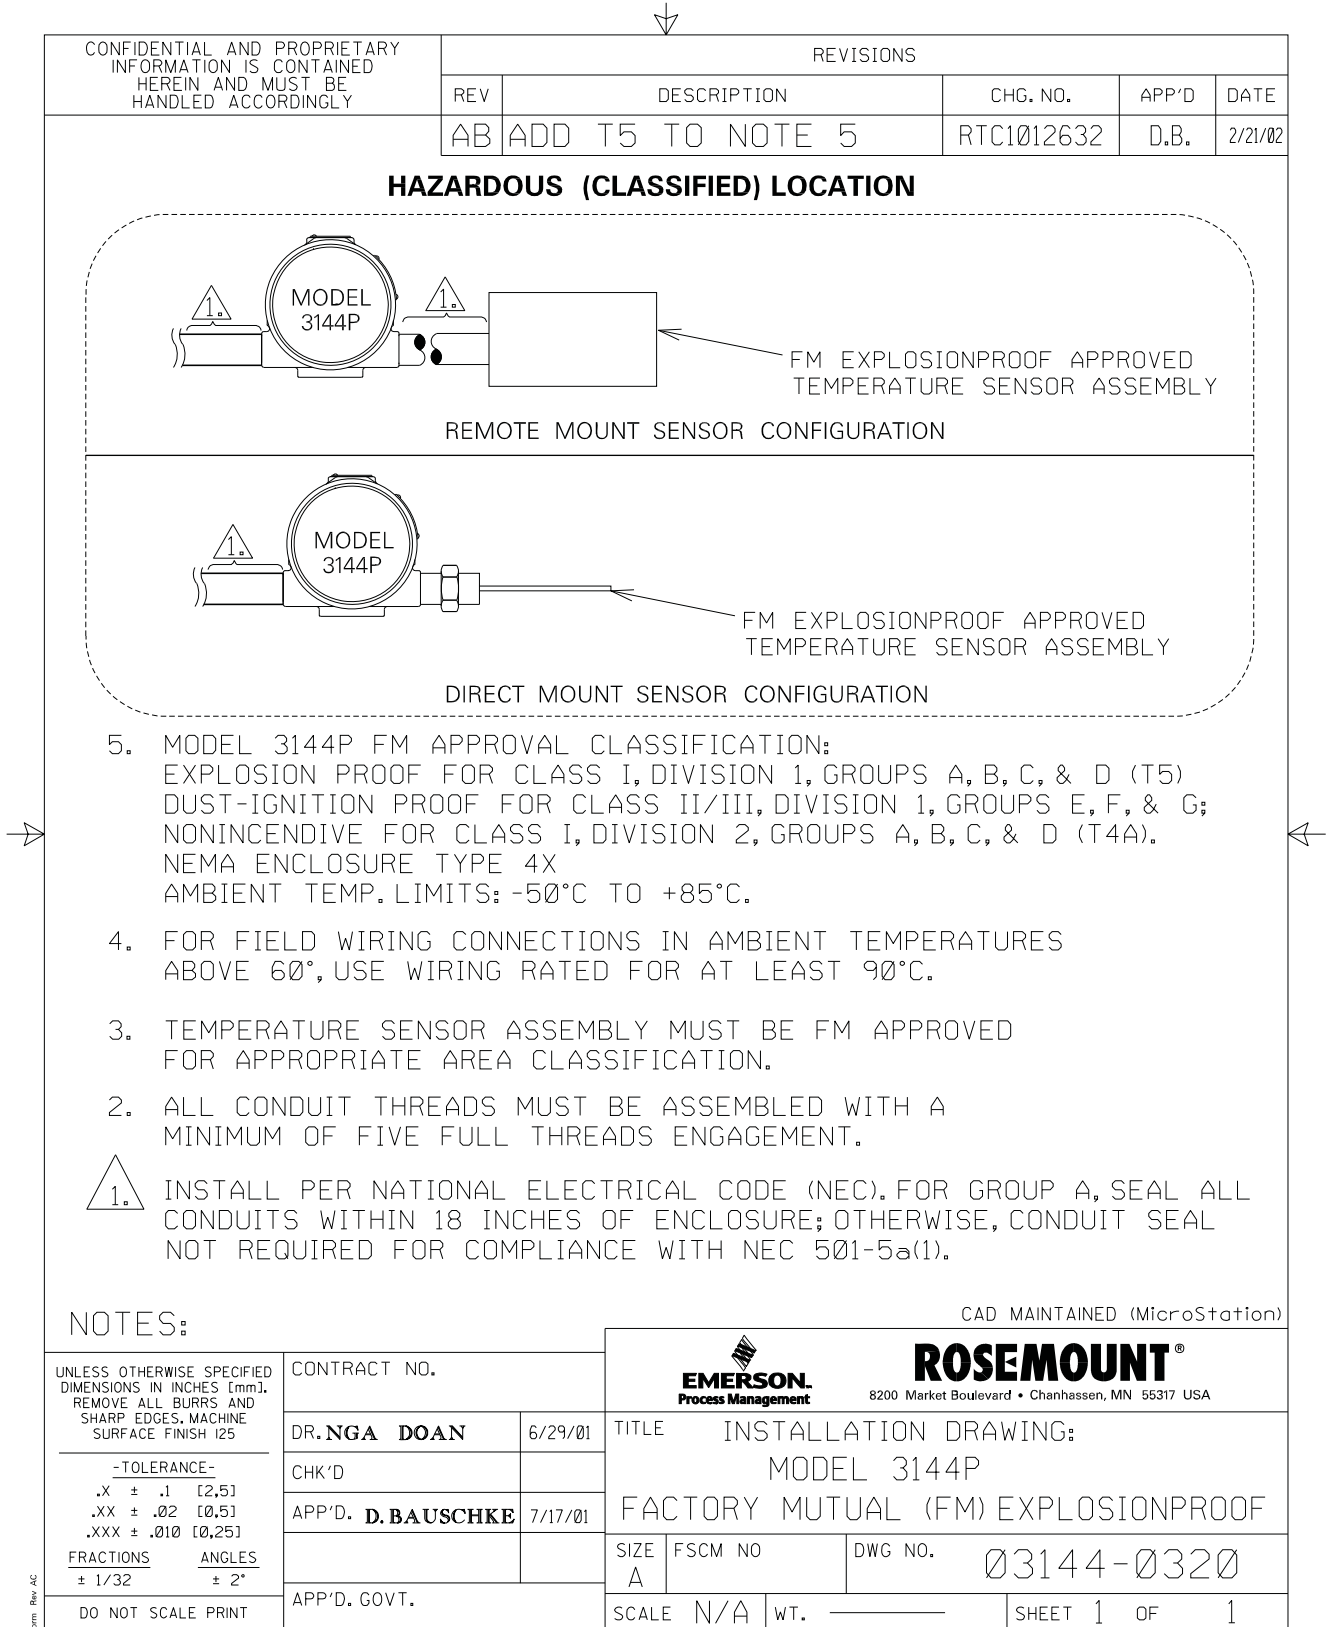 CONFIDENTIAL AND PROPRIETARY
INFORMATION IS CONTAINED
HEREIN AND MUST BE
HANDLED ACCORDINGLY
REVISIONS
REV DESCRIPTION CHG. NO. APP'D DATE
AB ADD T5 TO NOTE 5 RTC1012632 D.B. 2/21/02
HAZARDOUS (CLASSIFIED) LOCATION
1.
MODEL
3144P
1.
FM EXPLOSIONPROOF APPROVED
TEMPERATURE SENSOR ASSEMBLY
REMOTE MOUNT SENSOR CONFIGURATION
1.
MODEL
3144P
FM EXPLOSIONPROOF APPROVED
TEMPERATURE SENSOR ASSEMBLY
DIRECT MOUNT SENSOR CONFIGURATION
5. MODEL 3144P FM APPROVAL CLASSIFICATION:
EXPLOSION PROOF FOR CLASS I, DIVISION 1, GROUPS A, B, C, & D (T5)
DUST-IGNITION PROOF FOR CLASS II/III, DIVISION 1, GROUPS E, F, & G;
NONINCENDIVE FOR CLASS I, DIVISION 2, GROUPS A, B, C, & D (T4A).
NEMA ENCLOSURE TYPE 4X
AMBIENT TEMP. LIMITS: -50°C TO +85°C.
4. FOR FIELD WIRING CONNECTIONS IN AMBIENT TEMPERATURES
ABOVE 60°, USE WIRING RATED FOR AT LEAST 90°C.
3. TEMPERATURE SENSOR ASSEMBLY MUST BE FM APPROVED
FOR APPROPRIATE AREA CLASSIFICATION.
2. ALL CONDUIT THREADS MUST BE ASSEMBLED WITH A
MINIMUM OF FIVE FULL THREADS ENGAGEMENT.
1. INSTALL PER NATIONAL ELECTRICAL CODE (NEC). FOR GROUP A, SEAL ALL
CONDUITS WITHIN 18 INCHES OF ENCLOSURE; OTHERWISE, CONDUIT SEAL
NOT REQUIRED FOR COMPLIANCE WITH NEC 501-5a(1).
NOTES:
CAD MAINTAINED (MicroStation)
UNLESS OTHERWISE SPECIFIED
DIMENSIONS IN INCHES [mm].
REMOVE ALL BURRS AND
SHARP EDGES. MACHINE
SURFACE FINISH 125
-TOLERANCE-
.X ± .1 [2,5]
.XX ± .02 [0,5]
.XXX ± .010 [0,25]
FRACTIONS ANGLES
± 1/32 ± 2°
DO NOT SCALE PRINT
CONTRACT NO.
DR. NGA DOAN 6/29/01
CHK'D
APP'D. D. BAUSCHKE 7/17/01
APP'D. GOVT.
EMERSON.
Process Management
ROSEMOUNT®
8200 Market Boulevard • Chanhassen, MN 55317 USA
TITLE INSTALLATION DRAWING:
MODEL 3144P
FACTORY MUTUAL (FM) EXPLOSIONPROOF
SIZE A FSCM NO DWG NO. 03144-0320
SCALE N/A WT. SHEET 1 OF 1
Rev AC